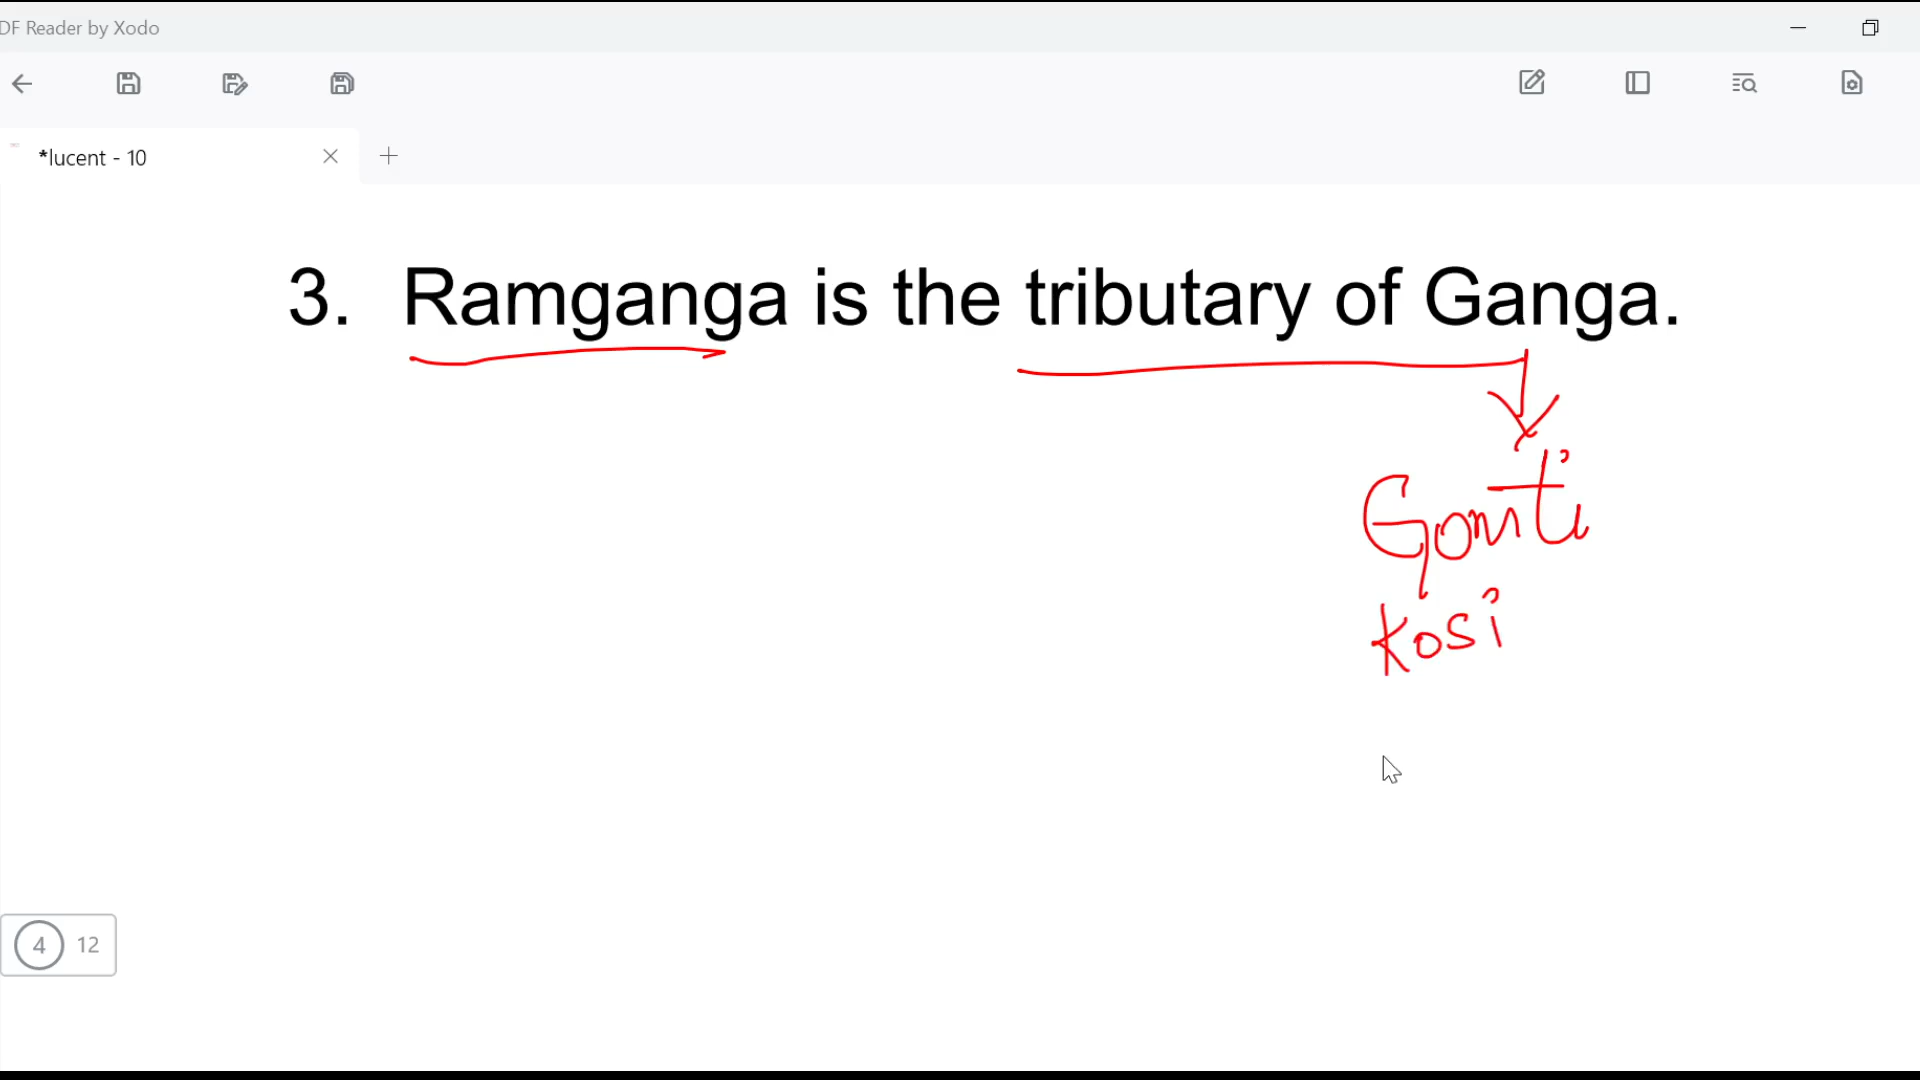 DF Reader by Xodo
*lucent - 10
3. Ramganga is the tributary of Ganga.
Gomti
Kosi
4 12